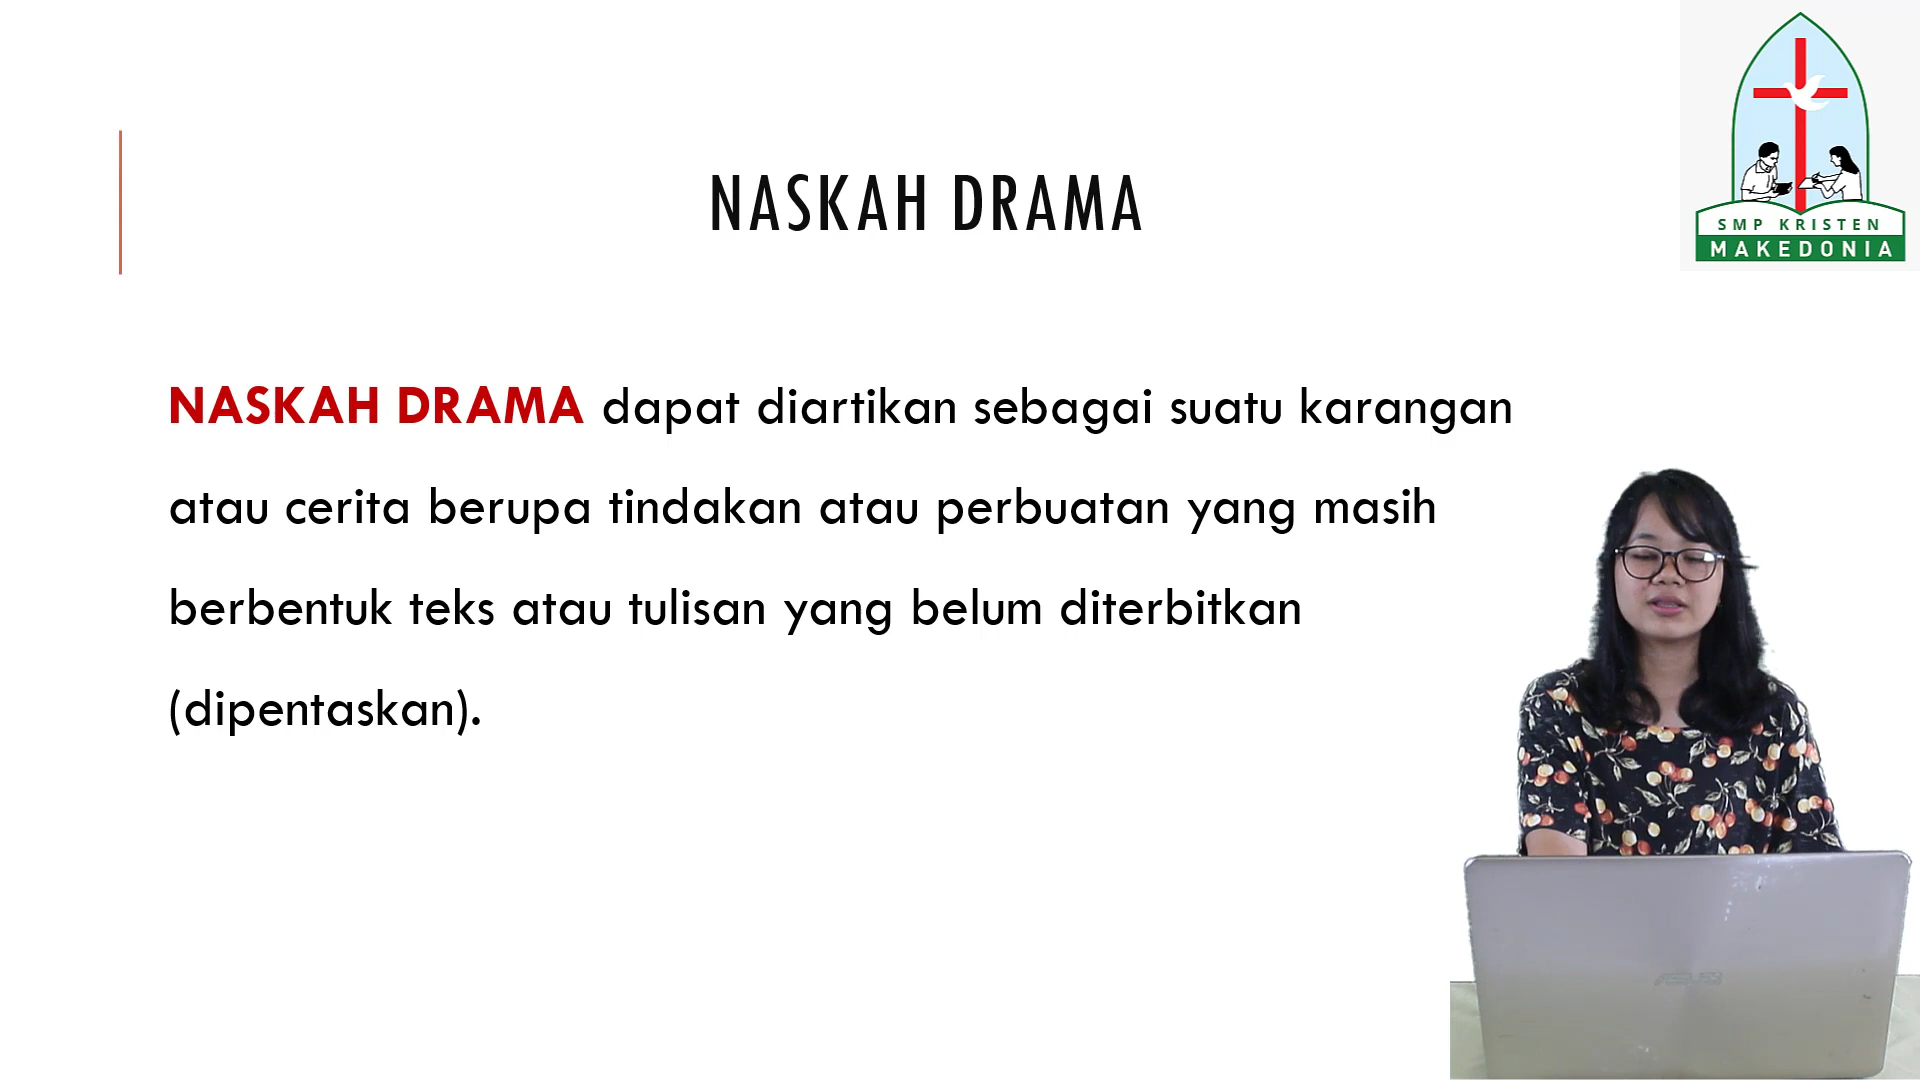 NASKAH DRAMA
SMP KRISTEN
MAKEDONIA
NASKAH DRAMA dapat diartikan sebagai suatu karangan
atau cerita berupa tindakan atau perbuatan yang masih
berbentuk teks atau tulisan yang belum diterbitkan
(dipentaskan).
ASUS